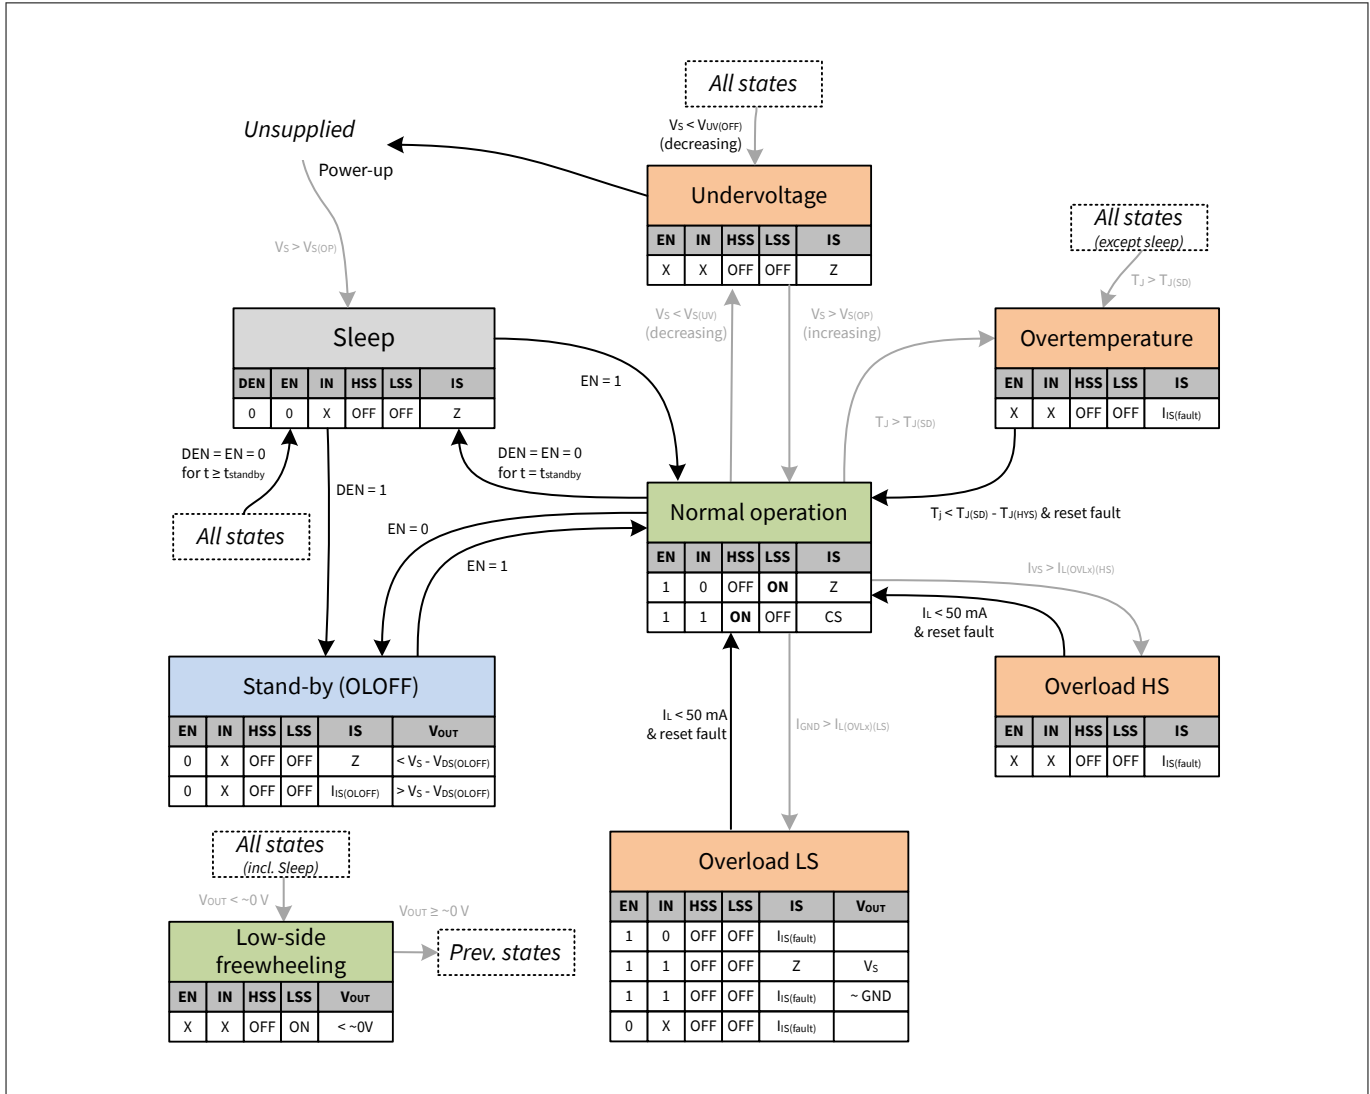 All states
VS < VUV(OFF)
(decreasing)
Unsupplied
Power-up
VS > VS(OP)
Undervoltage
EN IN HSS LSS IS
X X OFF OFF Z
All states
(except sleep)
TJ > TJ(SD)
VS < VS(UV)
(decreasing)
VS > VS(OP)
(increasing)
Sleep
DEN EN IN HSS LSS IS
0 0 X OFF OFF Z
EN = 1
Overtemperature
EN IN HSS LSS IS
X X OFF OFF IIS(fault)
TJ > TJ(SD)
DEN = EN = 0
for t ≥ tstandby
DEN = EN = 0
for t = tstandby
DEN = 1
All states
EN = 0
EN = 1
Normal operation
EN IN HSS LSS IS
1 0 OFF ON Z
1 1 ON OFF CS
Tj < TJ(SD) - TJ(HYS) & reset fault
IVS > IL(OVLx)(HS)
IL < 50 mA
& reset fault
Stand-by (OLOFF)
EN IN HSS LSS IS VOUT
0 X OFF OFF Z < VS - VDS(OLOFF)
0 X OFF OFF IIS(OLOFF) > VS - VDS(OLOFF)
IL < 50 mA
& reset fault
IGND > IL(OVLx)(LS)
Overload HS
EN IN HSS LSS IS
X X OFF OFF IIS(fault)
All states
(incl. Sleep)
VOUT < ~0 V
VOUT ≥ ~0 V
Low-side
freewheeling
EN IN HSS LSS VOUT
X X OFF ON < ~0V
Prev. states
Overload LS
EN IN HSS LSS IS VOUT
1 0 OFF OFF IIS(fault)
1 1 OFF OFF Z VS
1 1 OFF OFF IIS(fault) ~ GND
0 X OFF OFF IIS(fault)